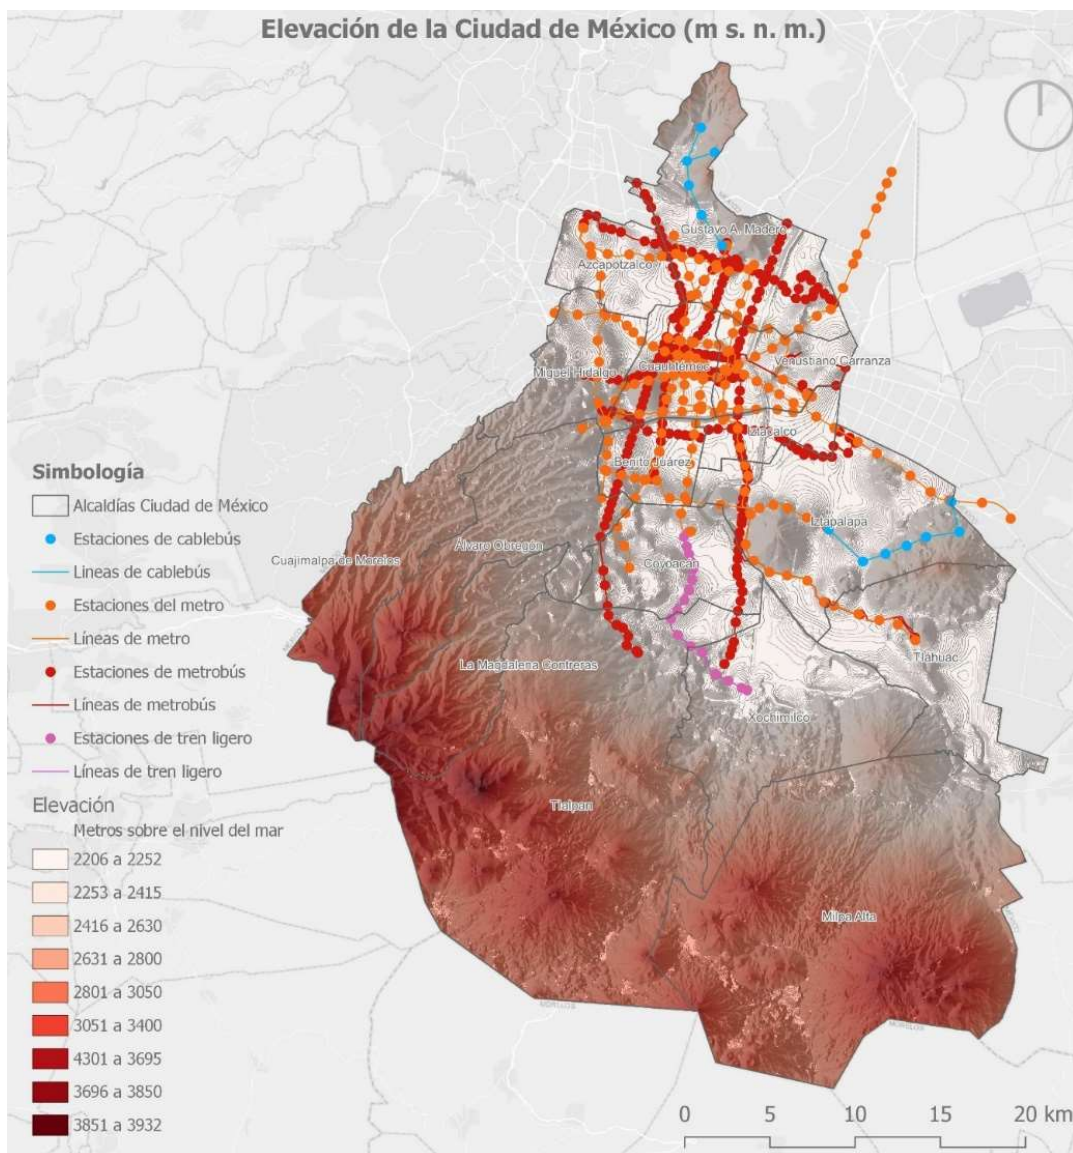 Elevación de la Ciudad de México (m s. n. m.)
Gustavo A. Madero
Azcapotzalco
Venustiano Carranza
Cuauhtémoc
Miguel Hidalgo
Iztacalco
Benito Juárez
Iztapalapa
Álvaro Obregón
Cuajimalpa de Morelos
Coyoacán
Tlahuac
La Magdalena Contreras
Xochimilco
Tlalpan
Milpa Alta
MORELOS
MORELOS
Simbología
Alcaldías Ciudad de México
Estaciones de cablebús
Lineas de cablebús
Estaciones del metro
Líneas de metro
Estaciones de metrobús
Líneas de metrobús
Estaciones de tren ligero
Líneas de tren ligero
Elevación
Metros sobre el nivel del mar
2206 a 2252
2253 a 2415
2416 a 2630
2631 a 2800
2801 a 3050
3051 a 3400
4301 a 3695
3696 a 3850
3851 a 3932
0 5 10 15 20 km